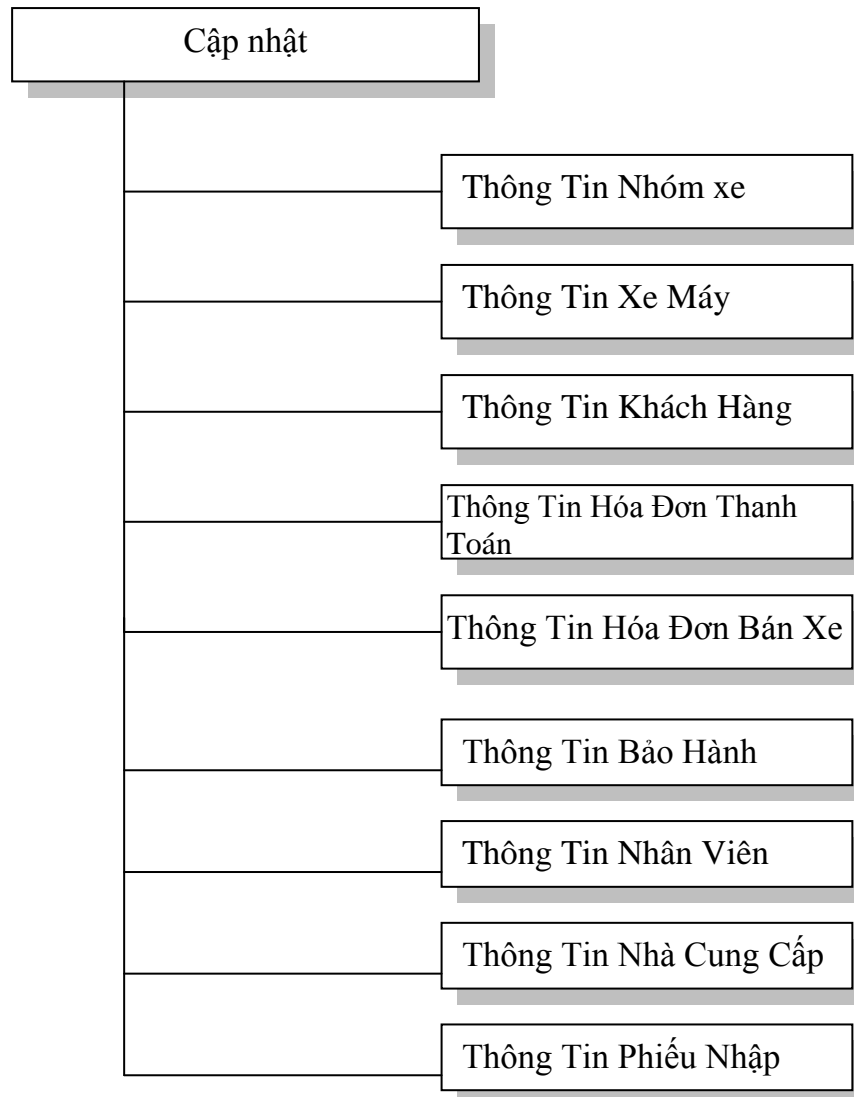 Cập nhật
Thông Tin Nhóm xe
Thông Tin Xe Máy
Thông Tin Khách Hàng
Thông Tin Hóa Đơn Thanh
Toán
Thông Tin Hóa Đơn Bán Xe
Thông Tin Bảo Hành
Thông Tin Nhân Viên
Thông Tin Nhà Cung Cấp
Thông Tin Phiếu Nhập